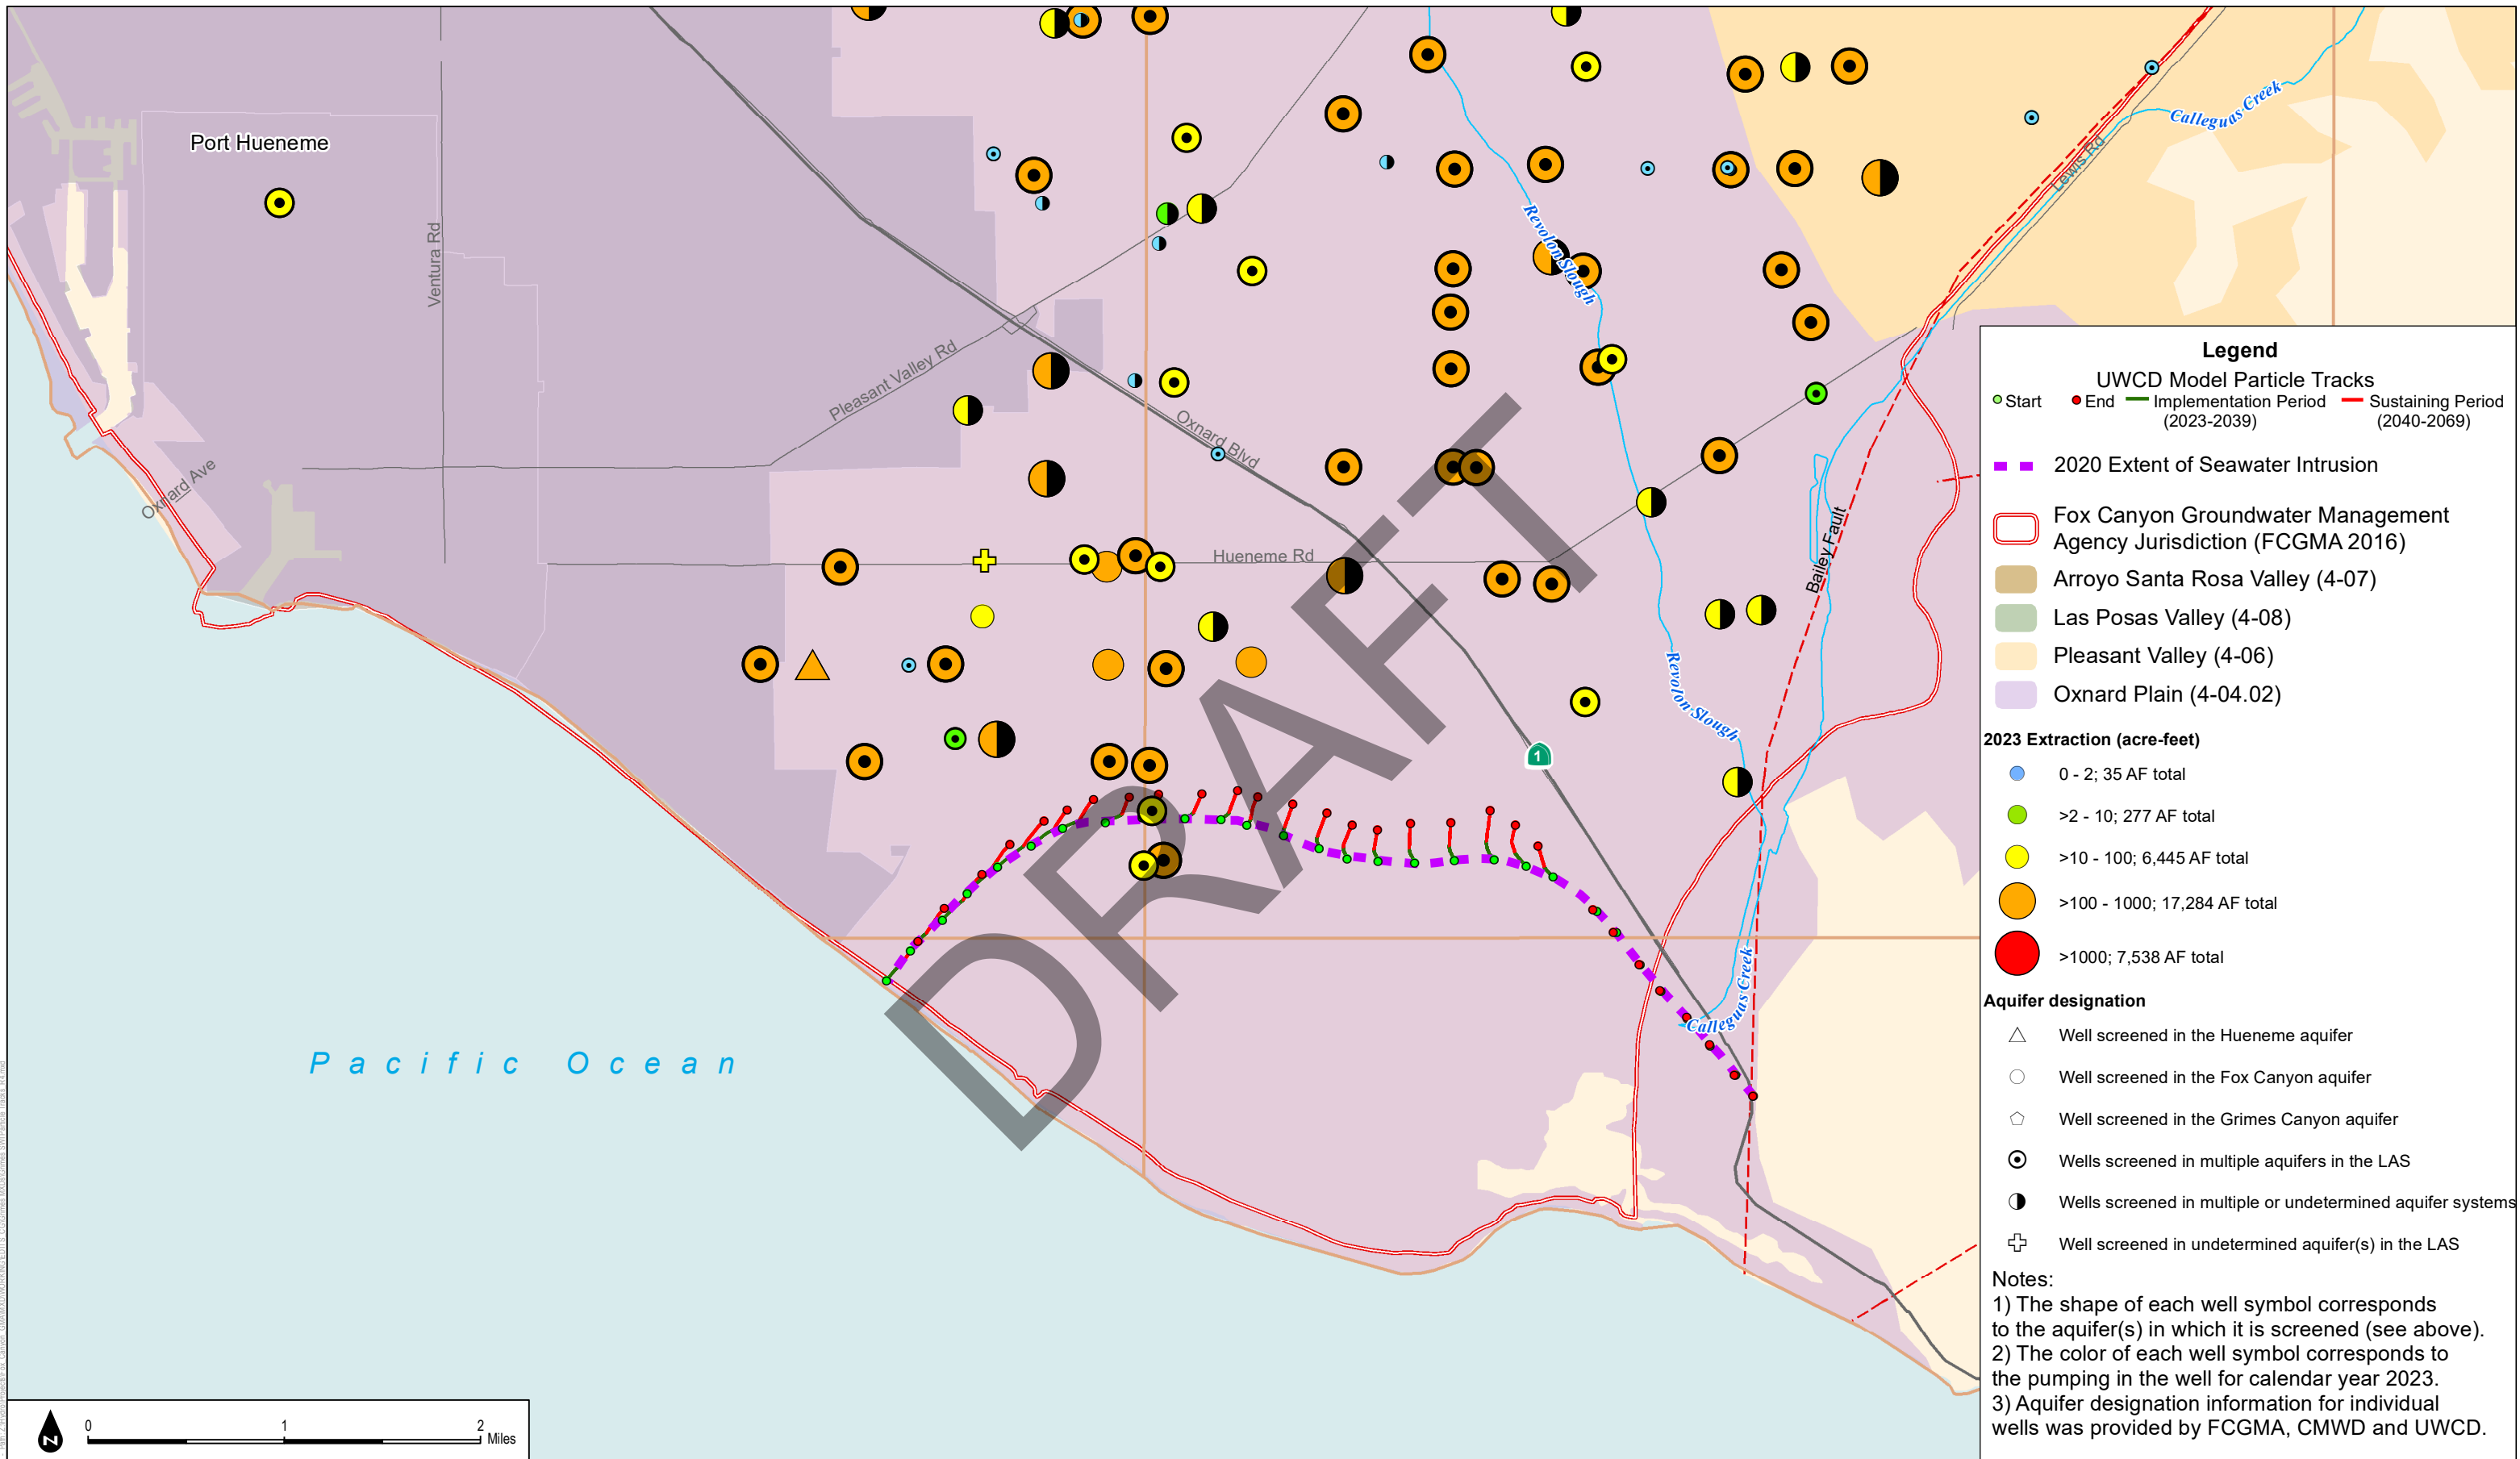 Port Hueneme
Ventura Rd
Oxnard Ave
Pleasant Valley Rd
Oxnard Blvd
Hueneme Rd
Revolon Slough
Revolon Slough
Calleguas Creek
Lewis Rd
Bailey Fault
1
Calleguas Creek
Pacific Ocean
DRAFT
N
0 1 2
Miles
Legend
UWCD Model Particle Tracks
Start End Implementation Period Sustaining Period
(2023-2039) (2040-2069)
2020 Extent of Seawater Intrusion
Fox Canyon Groundwater Management
Agency Jurisdiction (FCGMA 2016)
Arroyo Santa Rosa Valley (4-07)
Las Posas Valley (4-08)
Pleasant Valley (4-06)
Oxnard Plain (4-04.02)
2023 Extraction (acre-feet)
0 - 2; 35 AF total
>2 - 10; 277 AF total
>10 - 100; 6,445 AF total
>100 - 1000; 17,284 AF total
>1000; 7,538 AF total
Aquifer designation
Well screened in the Hueneme aquifer
Well screened in the Fox Canyon aquifer
Well screened in the Grimes Canyon aquifer
Wells screened in multiple aquifers in the LAS
Wells screened in multiple or undetermined aquifer systems
Well screened in undetermined aquifer(s) in the LAS
Notes:
1) The shape of each well symbol corresponds
to the aquifer(s) in which it is screened (see above).
2) The color of each well symbol corresponds to
the pumping in the well for calendar year 2023.
3) Aquifer designation information for individual
wells was provided by FCGMA, CMWD and UWCD.